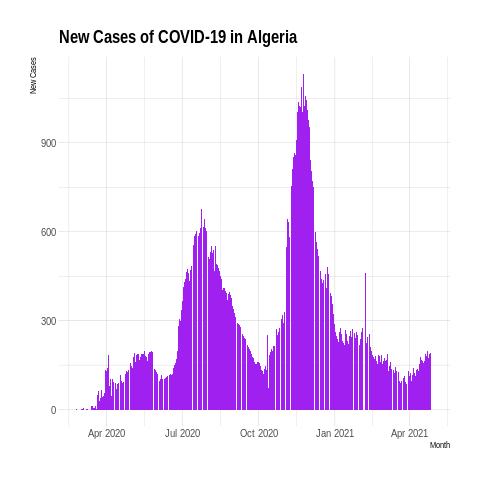 New Cases of COVID-19 in Algeria
New Cases
900
600
300
0
Apr 2020
Jul 2020
Oct 2020
Jan 2021
Apr 2021
Month